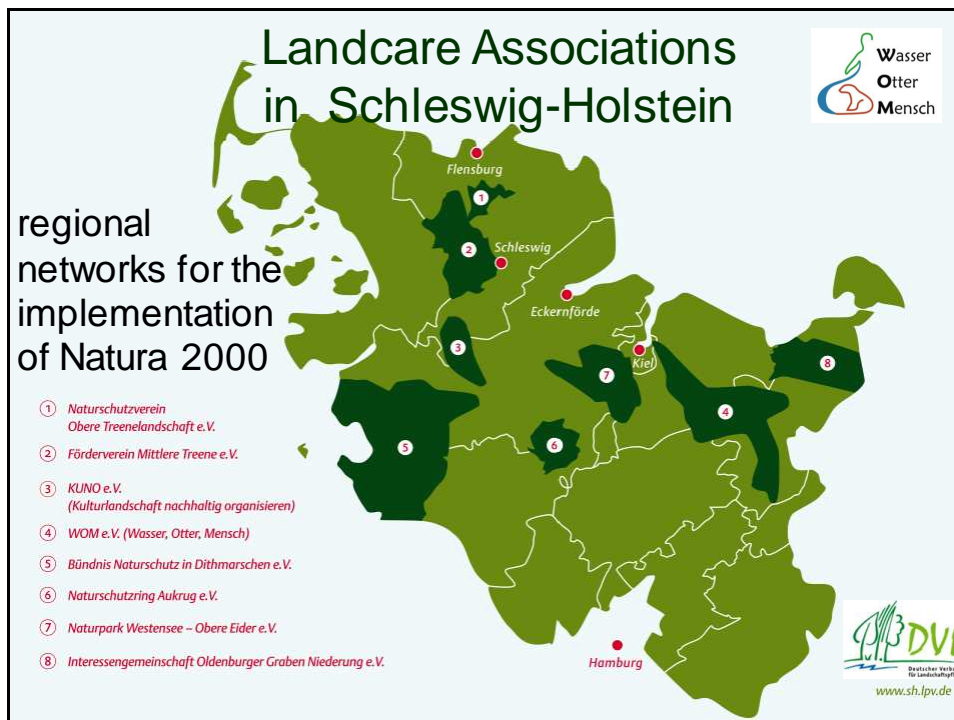 Landcare Associations
in Schleswig-Holstein
Wasser
Otter
Mensch
regional
networks for the
implementation
of Natura 2000
① Naturschutzverein
Obere Treenelandschaft e.V.
② Förderverein Mittlere Treene e.V.
③ KUNO e.V.
(Kulturlandschaft nachhaltig organisieren)
④ WOM e.V. (Wasser, Otter, Mensch)
⑤ Bündnis Naturschutz in Dithmarschen e.V.
⑥ Naturschutzring Aukrug e.V.
⑦ Naturpark Westensee – Obere Eider e.V.
⑧ Interessengemeinschaft Oldenburger Graben Niederung e.V.
Flensburg
1
2
Schleswig
Eckernförde
3
Kiel
7
8
4
5
6
Hamburg
Deutscher
für
www.sh.lpv.de